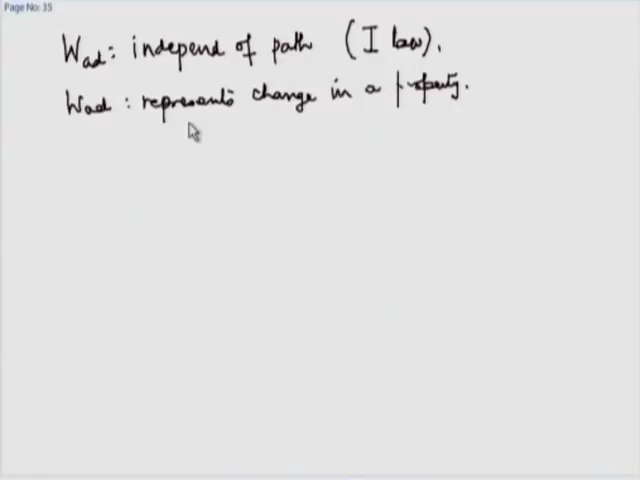 Page No: 35
Wad: independ of path (I law).
Wad: represents change in a property.